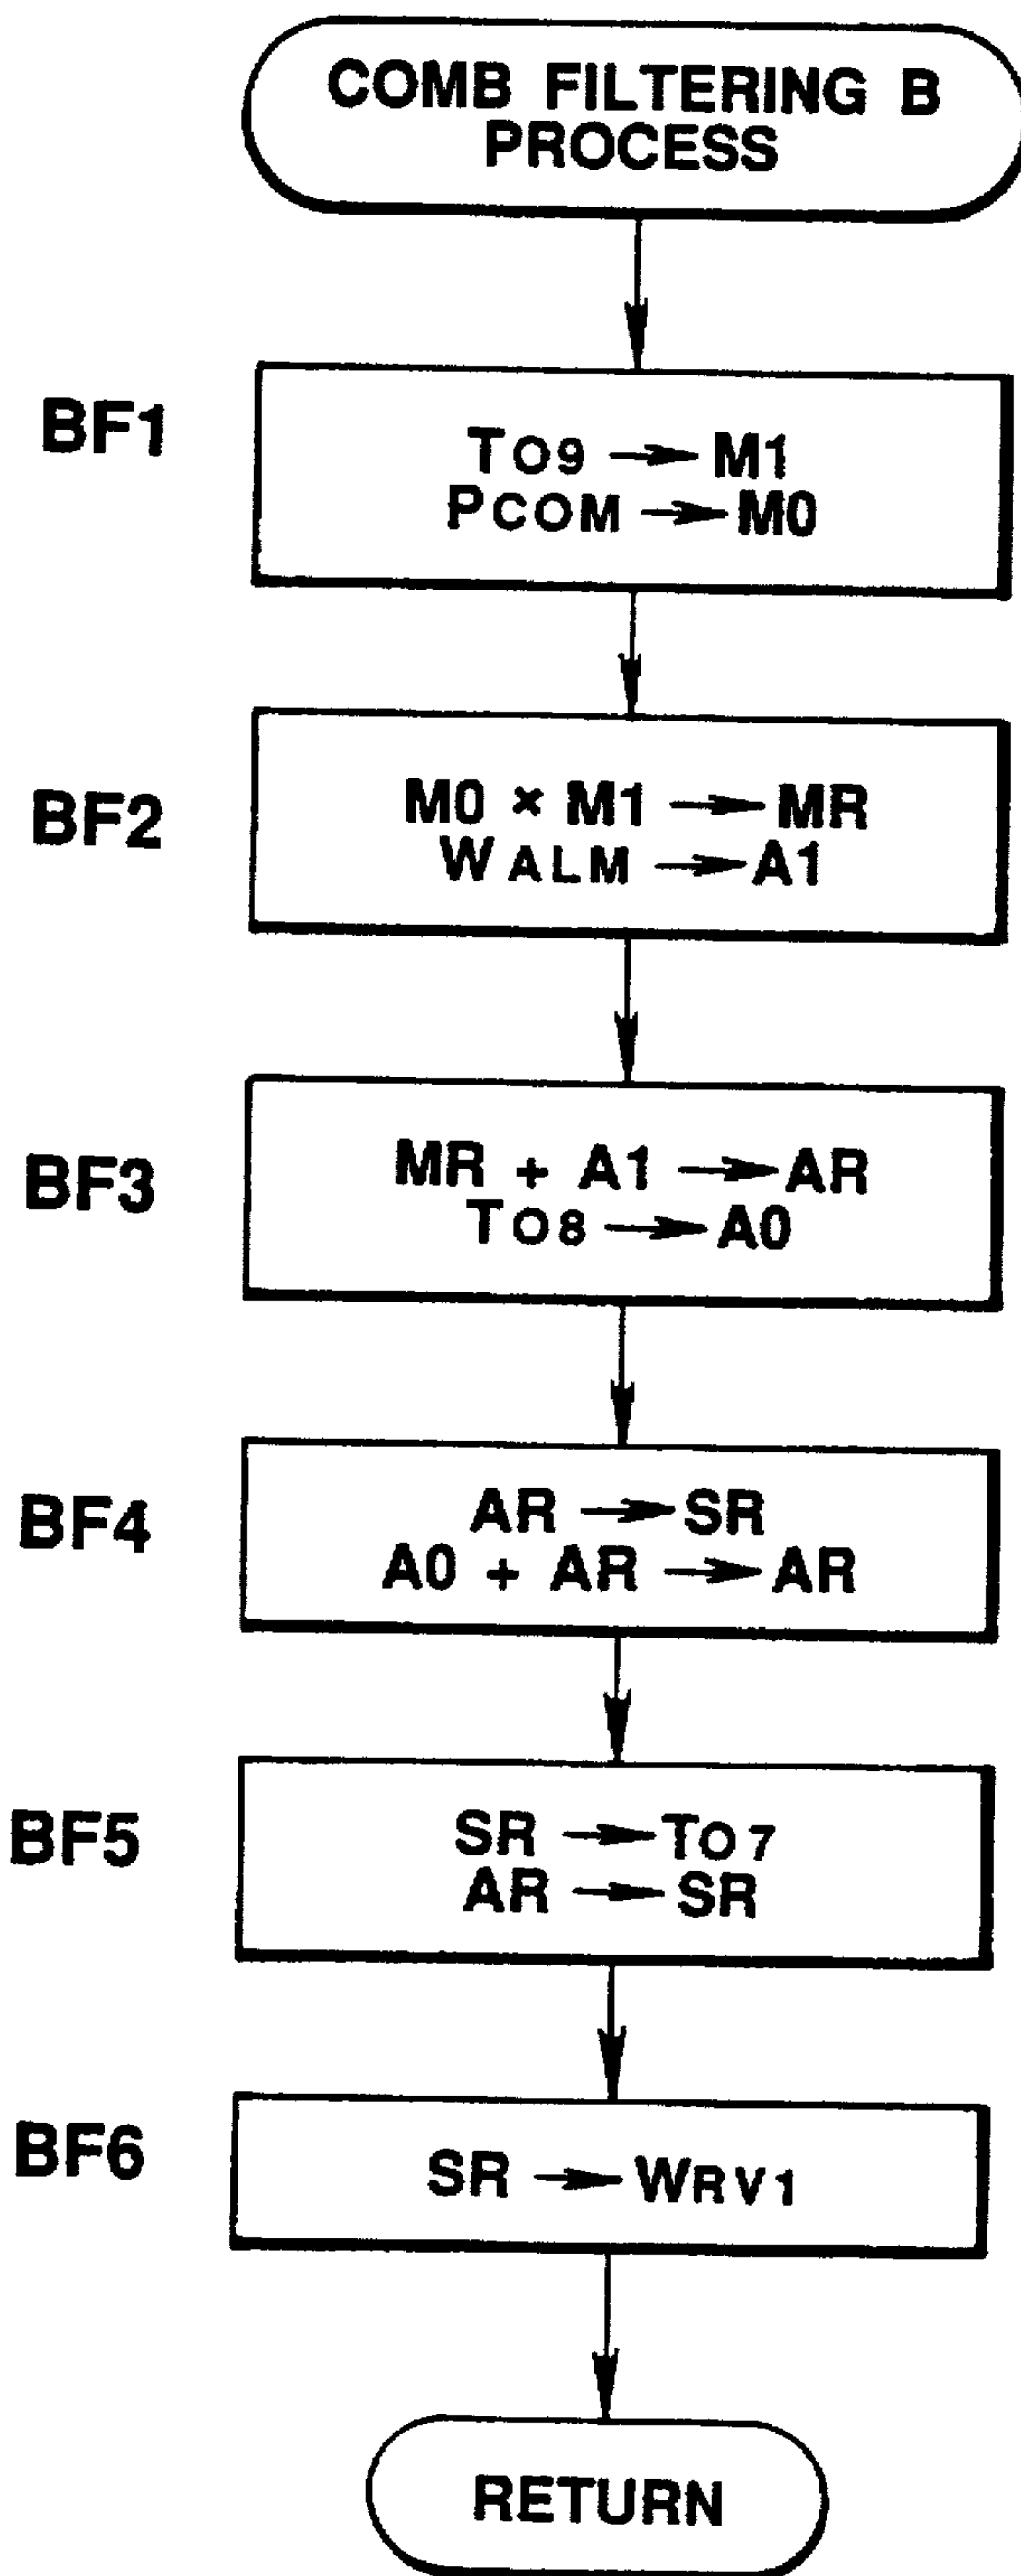 COMB FILTERING B
PROCESS
BF1
TO9 → M1
PCOM → M0
BF2
M0 × M1 → MR
WALM → A1
BF3
MR + A1 → AR
TO8 → A0
BF4
AR → SR
A0 + AR → AR
BF5
SR → TO7
AR → SR
BF6
SR → WRV1
RETURN